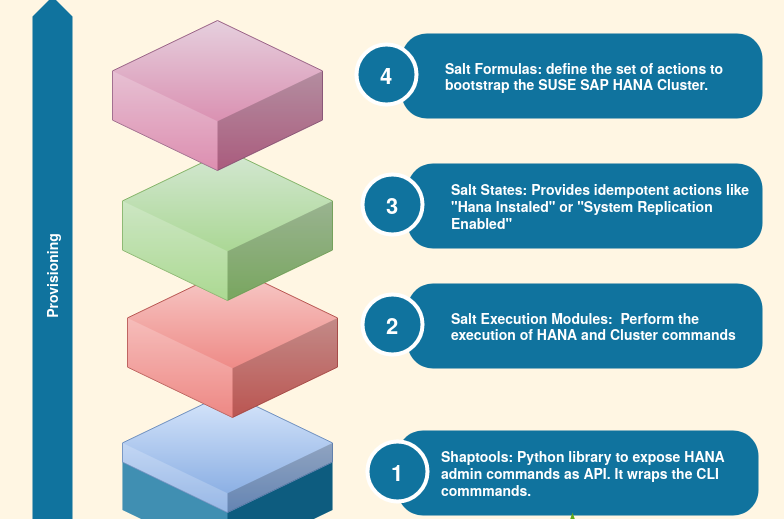 4
Salt Formulas: define the set of actions to
bootstrap the SUSE SAP HANA Cluster.
3
Salt States: Provides idempotent actions like
"Hana Instaled" or "System Replication
Enabled"
Provisioning
2
Salt Execution Modules:  Perform the
execution of HANA and Cluster commands
1
Shaptools: Python library to expose HANA
admin commands as API. It wraps the CLI
commmands.